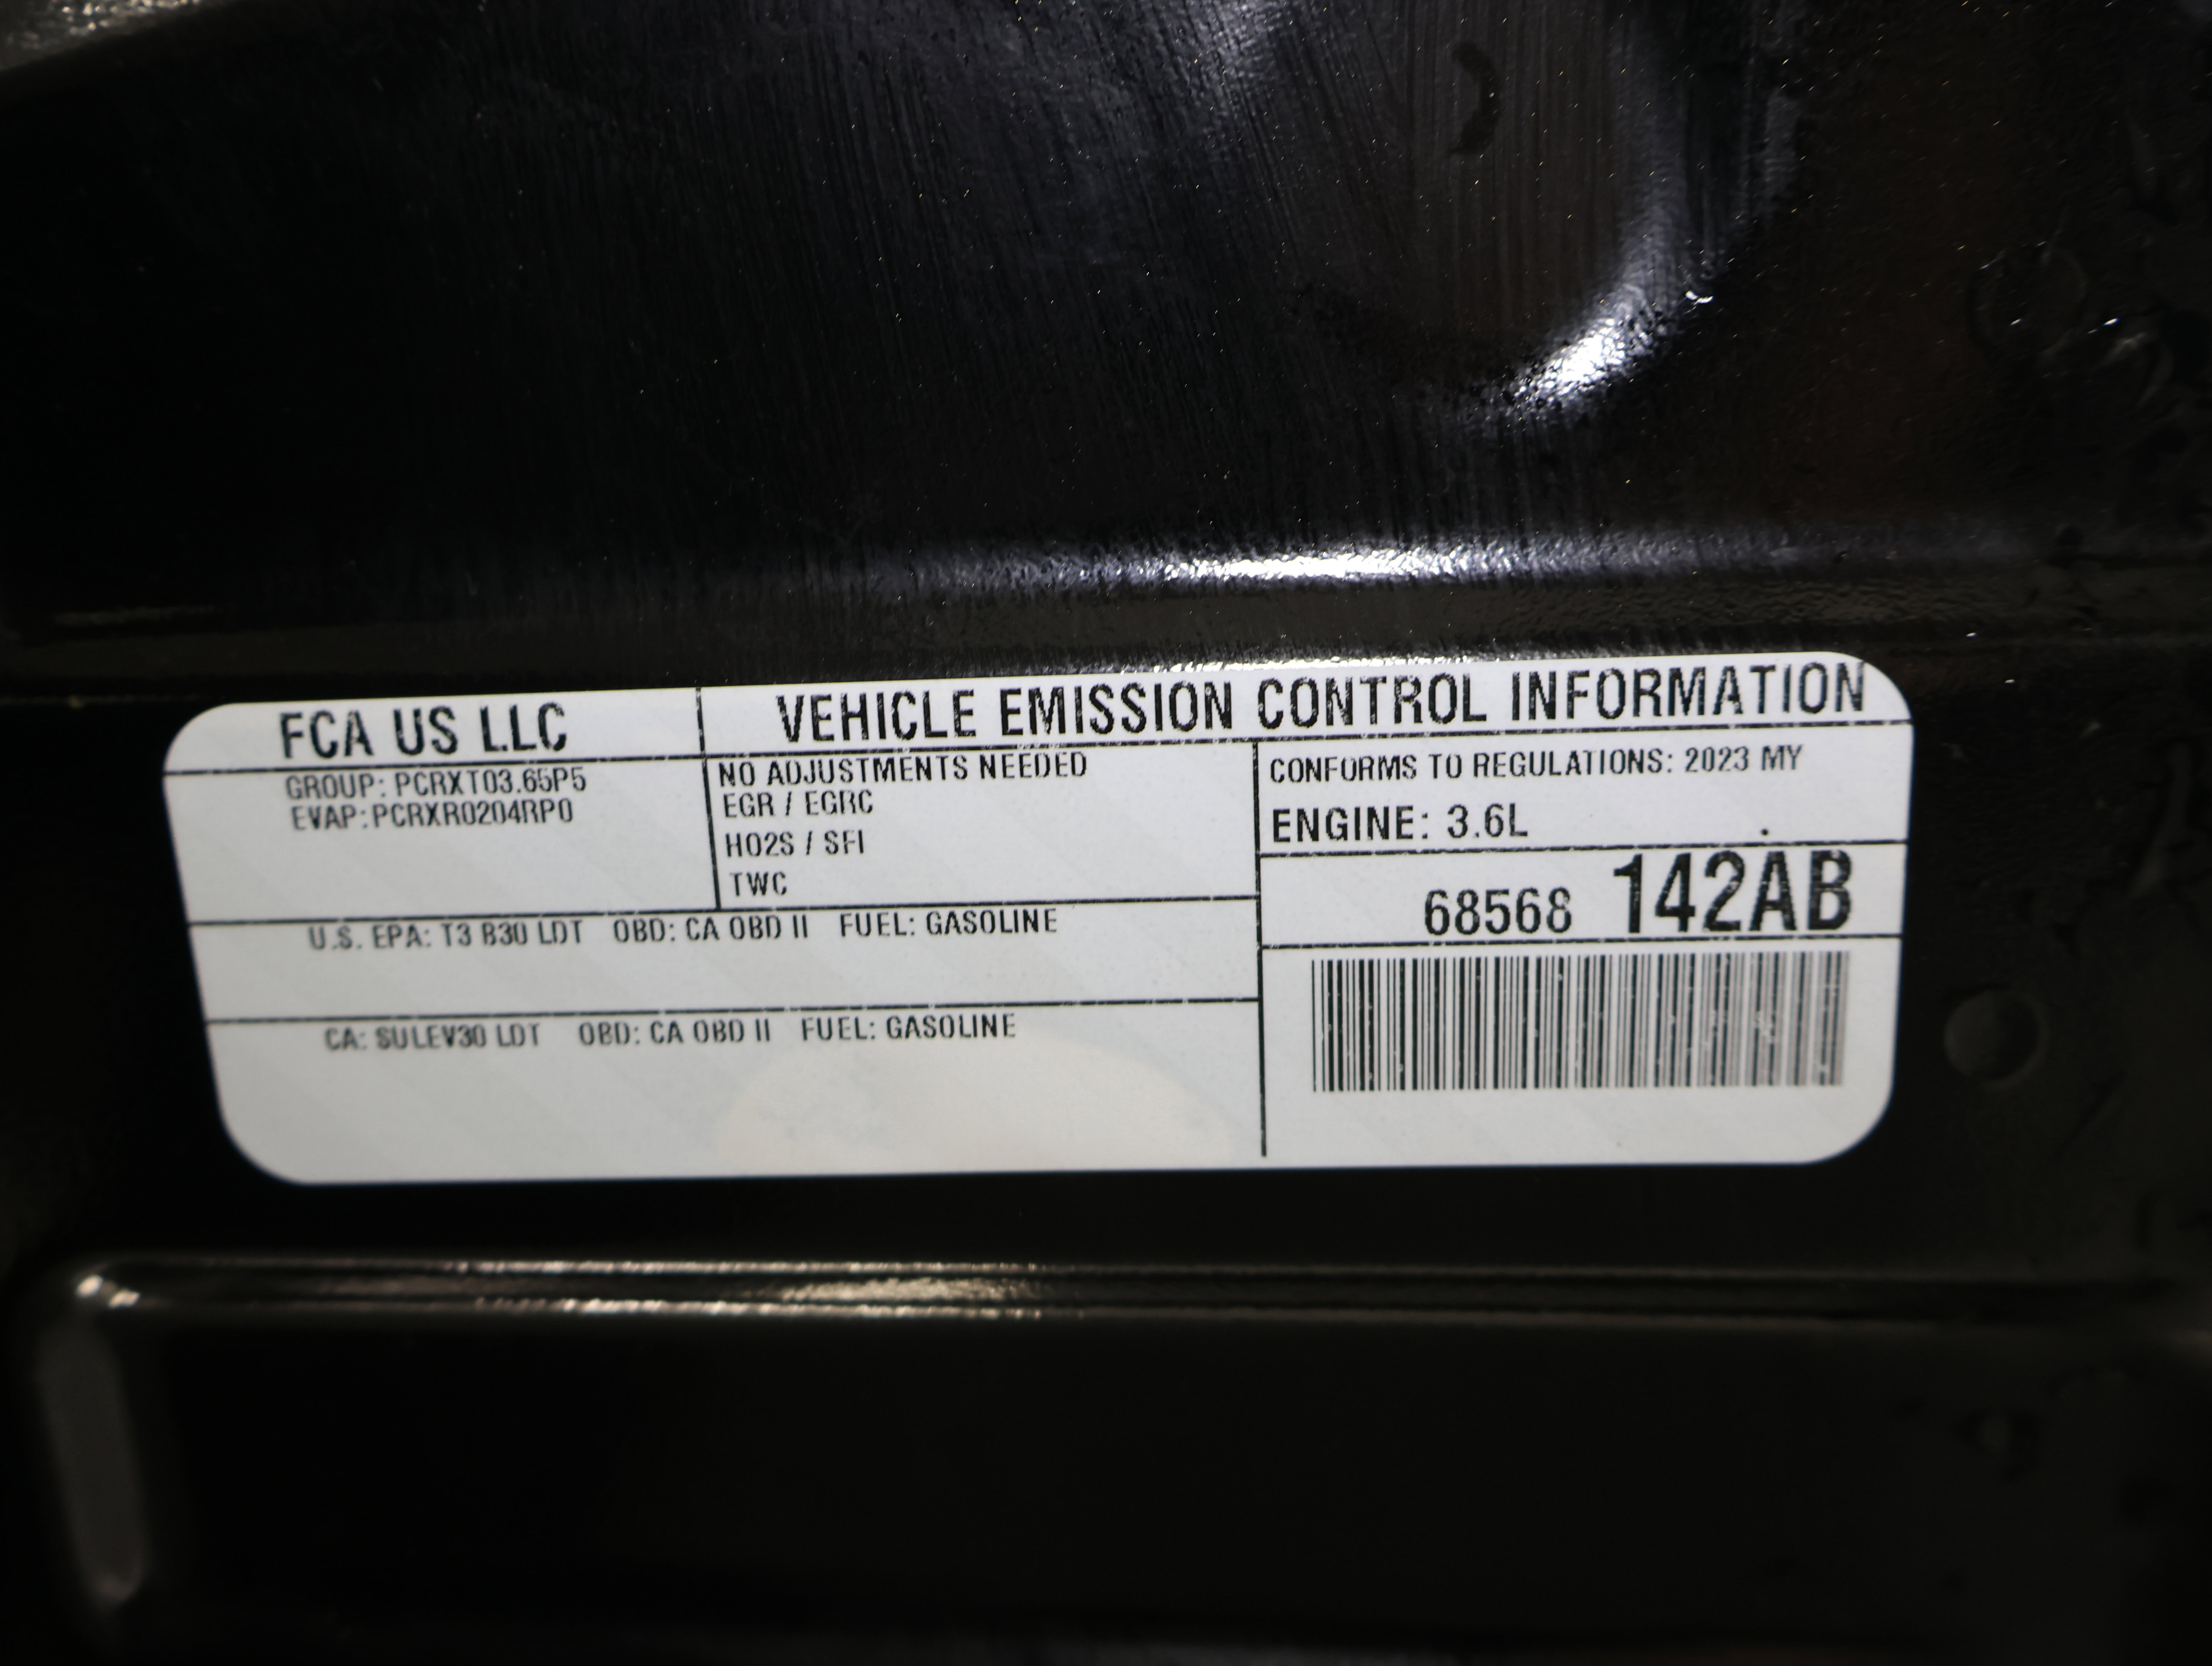 FCA US LLC
VEHICLE EMISSION CONTROL INFORMATION
GROUP: PCRXT03.65P5
EVAP: PCRXR0204RP0
NO ADJUSTMENTS NEEDED
EGR / EGRC
HO2S / SFI
TWC
CONFORMS TO REGULATIONS: 2023 MY
ENGINE: 3.6L
68568 142AB
U.S. EPA: T3 B30 LDT OBD: CA OBD II FUEL: GASOLINE
CA: SULEV30 LDT OBD: CA OBD II FUEL: GASOLINE